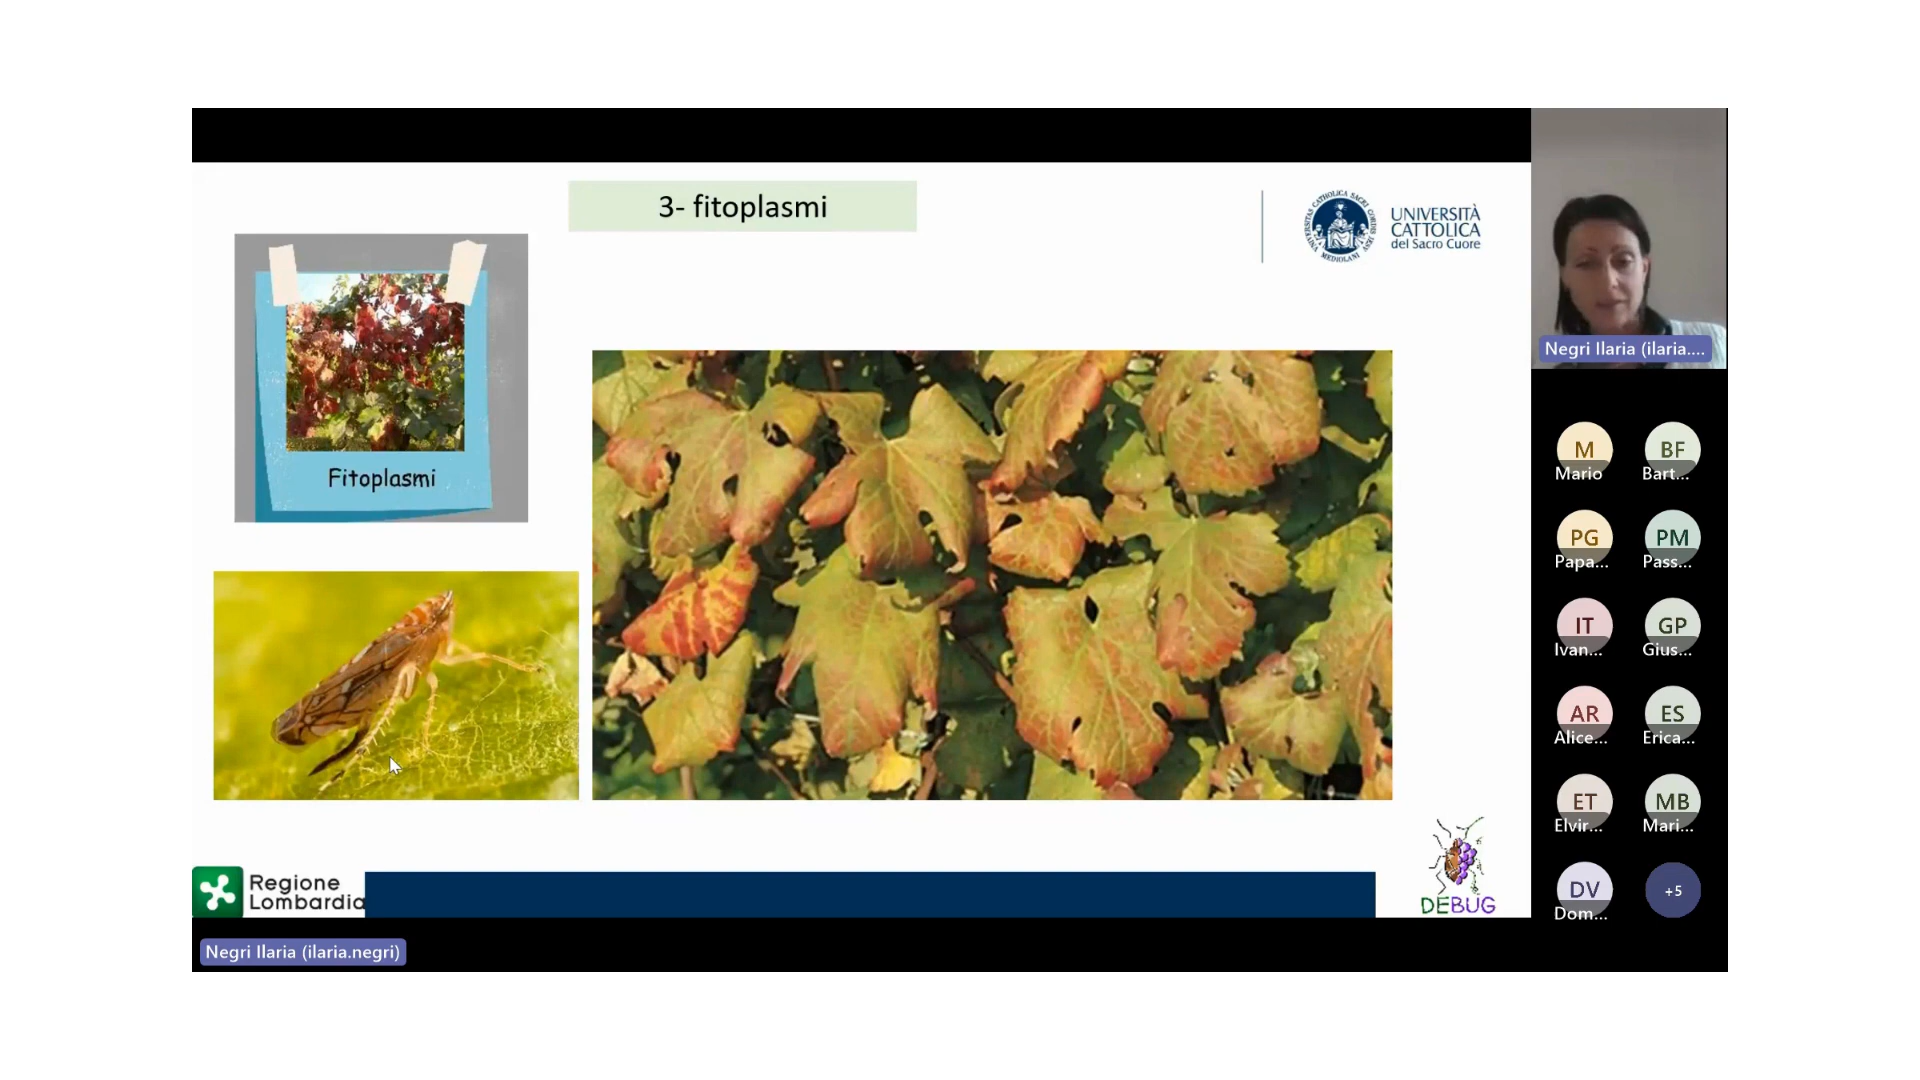 3- fitoplasmi
UNIVERSITÀ
CATTOLICA
del Sacro Cuore
Fitoplasmi
Regione
Lombardia
DEBUG
Negri Ilaria (ilaria.negri)
Negri Ilaria (ilaria....
M
Mario
BF
Bart...
PG
Papa...
PM
Pass...
IT
Ivan...
GP
Gius...
AR
Alice...
ES
Erica...
ET
Elvir...
MB
Mari...
DV
Dom...
+5